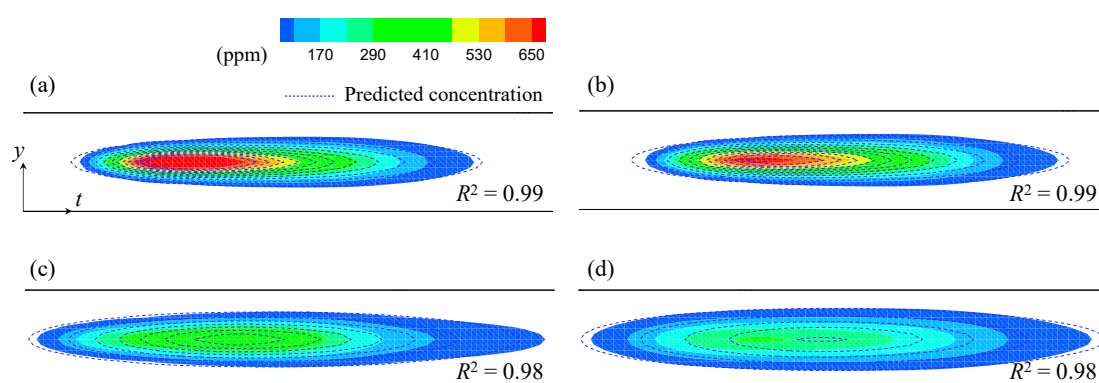 (ppm) 170 290 410 530 650
(a) Predicted concentration (b)
y
t R² = 0.99 R² = 0.99
(c) (d)
R² = 0.98 R² = 0.98